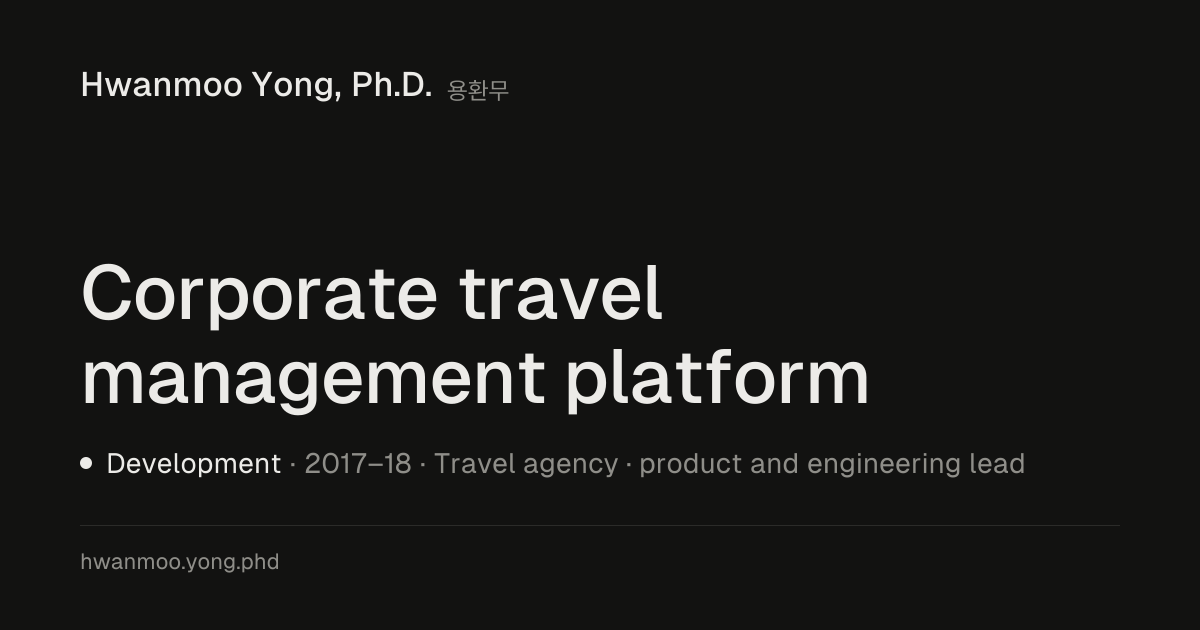 Hwanmoo Yong, Ph.D. 용환무
Corporate travel
management platform
Development · 2017–18 · Travel agency · product and engineering lead
hwanmoo.yong.phd